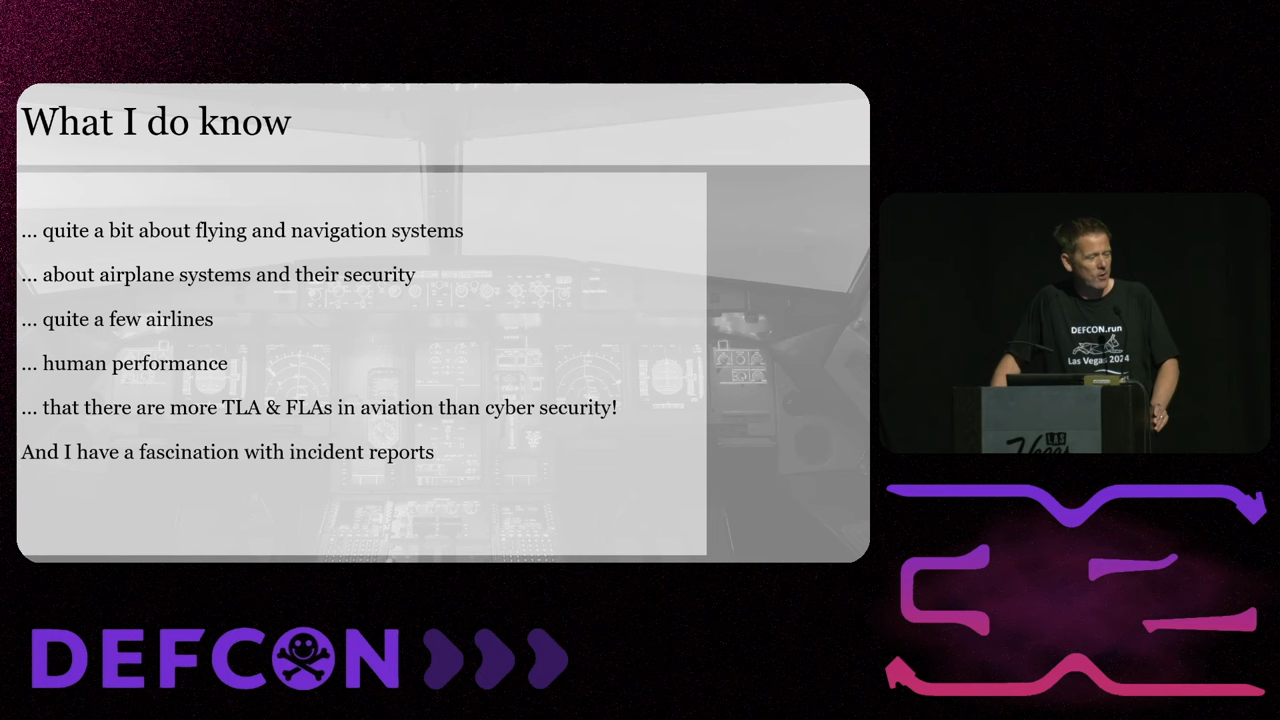 What I do know
... quite a bit about flying and navigation systems
... about airplane systems and their security
... quite a few airlines
... human performance
... that there are more TLA & FLAs in aviation than cyber security!
And I have a fascination with incident reports
DEFCON.run
Las Vegas 2024
LAS
Vegas
DEFCON